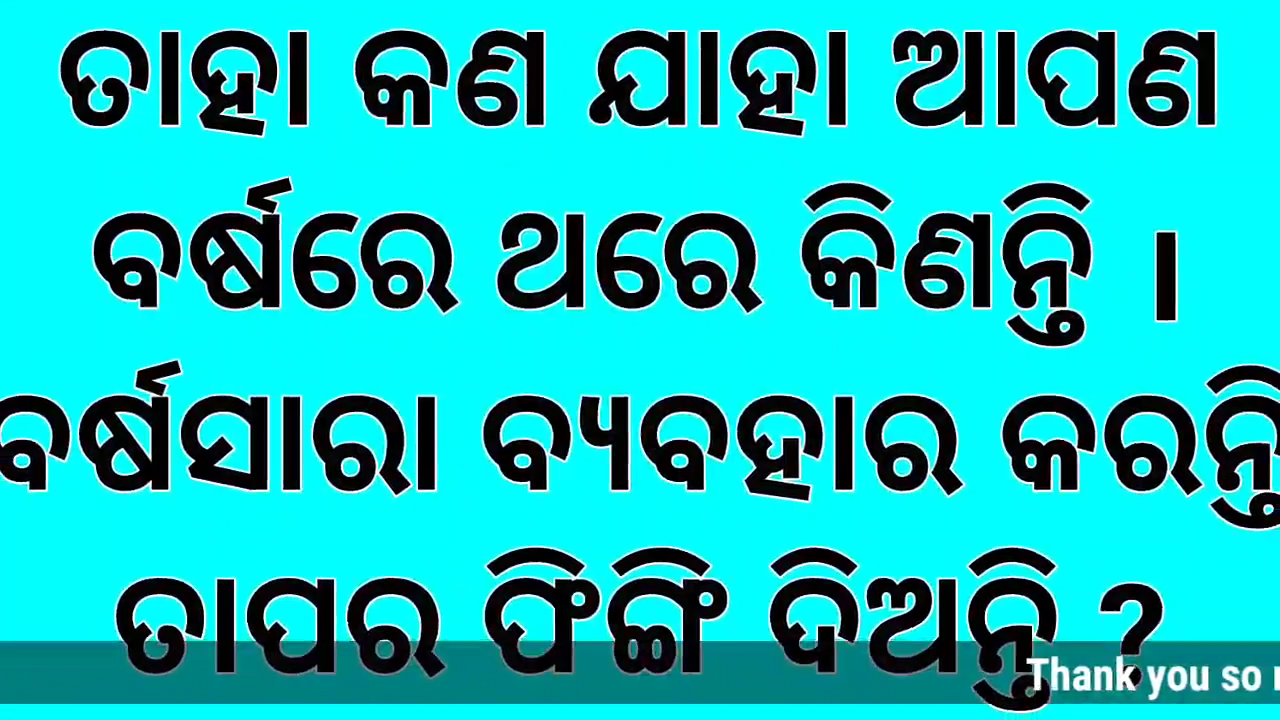 ତାହା କଣ ଯାହା ଆପଣ
ବର୍ଷରେ ଥରେ କିଣନ୍ତି ।
ବର୍ଷସାରା ବ୍ୟବହାର କରନ୍ତି
ତାପର ଫିଙ୍ଗି ଦିଅନ୍ତି ?
Thank you so